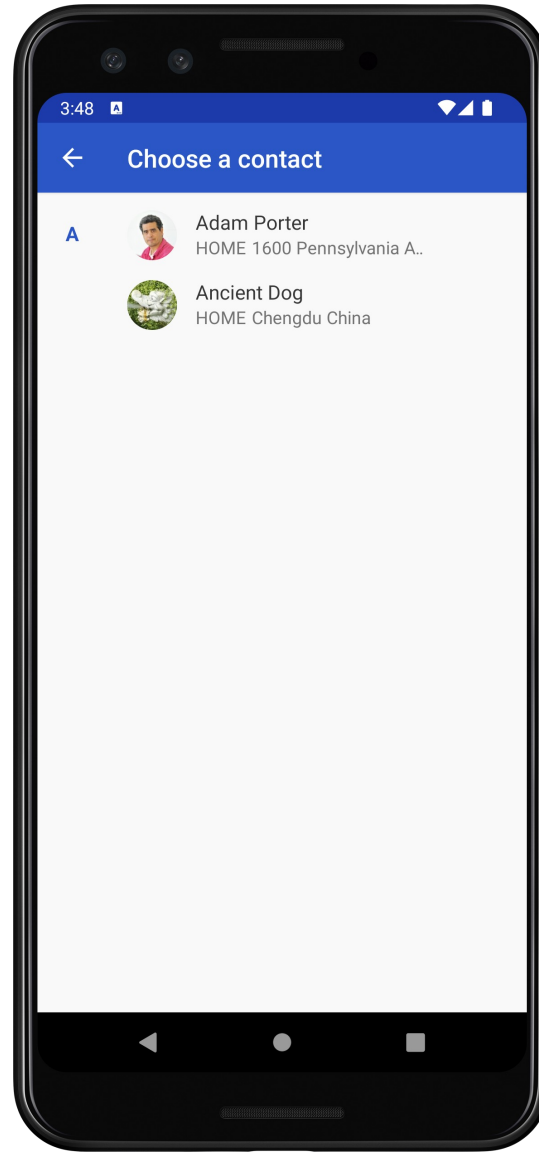 3:48 A
Choose a contact
A
Adam Porter
HOME 1600 Pennsylvania A..
Ancient Dog
HOME Chengdu China